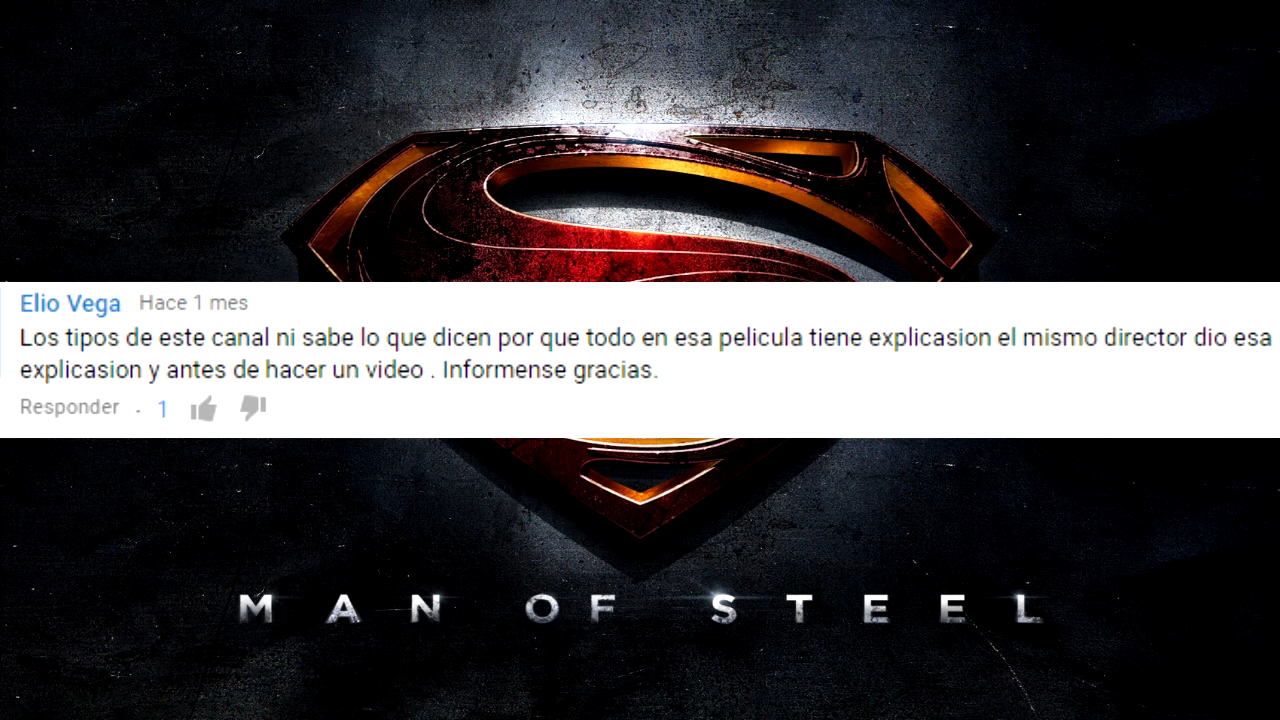 Elio Vega Hace 1 mes
Los tipos de este canal ni sabe lo que dicen por que todo en esa pelicula tiene explicasion el mismo director dio esa
explicasion y antes de hacer un video . Informense gracias.
Responder . 1
MAN OF STEEL